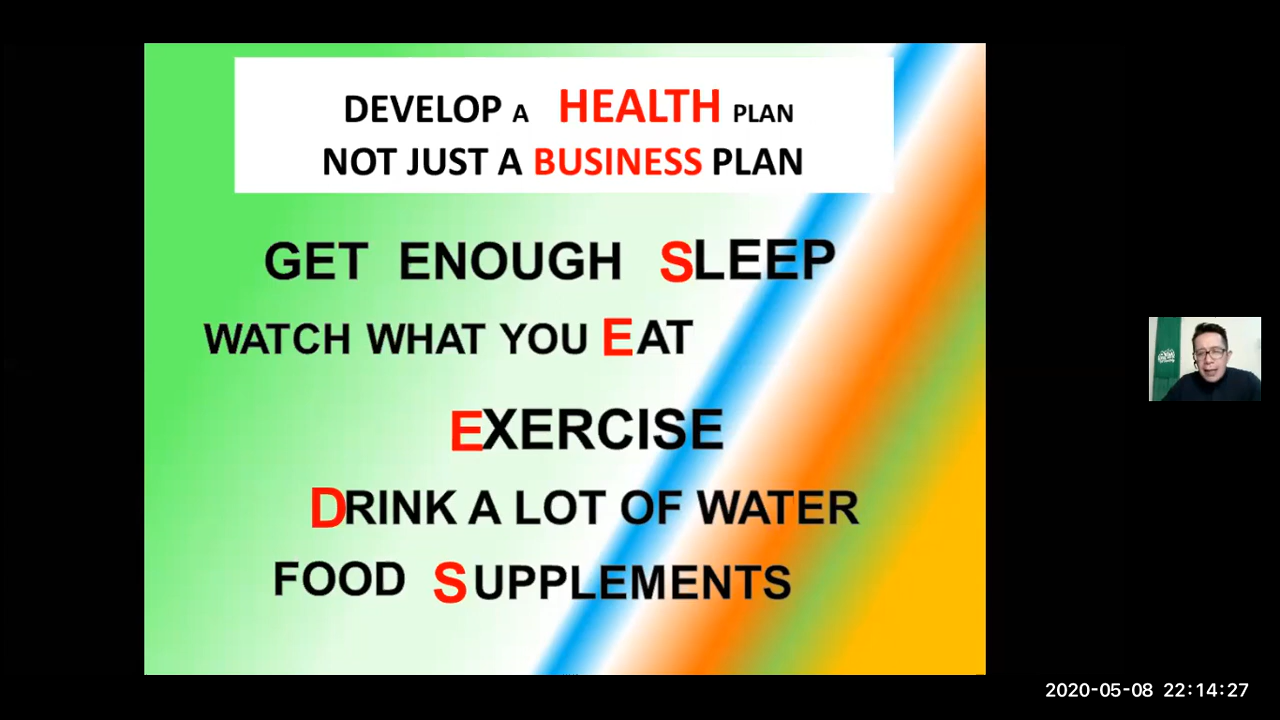 DEVELOP A HEALTH PLAN
NOT JUST A BUSINESS PLAN
GET ENOUGH SLEEP
WATCH WHAT YOU EAT
EXERCISE
DRINK A LOT OF WATER
FOOD SUPPLEMENTS
2020-05-08 22:14:27